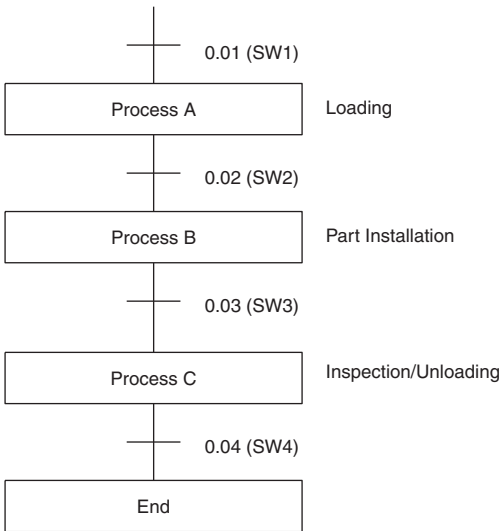 0.01 (SW1)
Process A
Loading
0.02 (SW2)
Process B
Part Installation
0.03 (SW3)
Process C
Inspection/Unloading
0.04 (SW4)
End